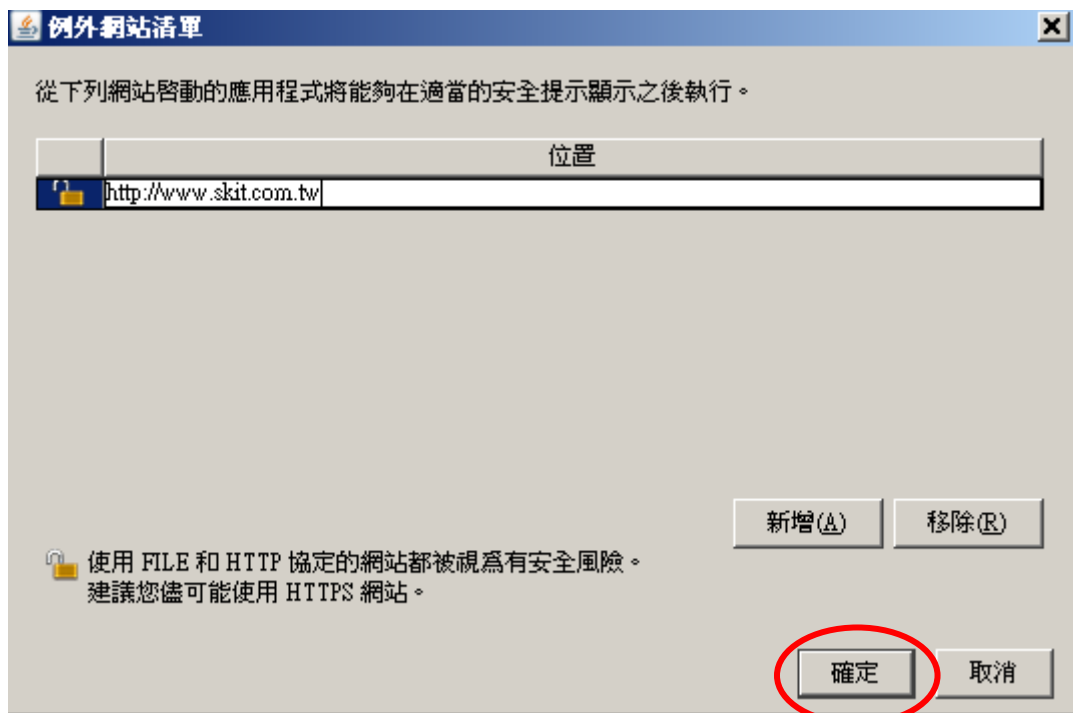 例外網站清單
從下列網站啓動的應用程式將能夠在適當的安全提示顯示之後執行。
位置
http://www.skit.com.tw
新增(A) 移除(R)
使用 FILE 和 HTTP 協定的網站都被視為有安全風險。
建議您儘可能使用 HTTPS 網站。
確定 取消